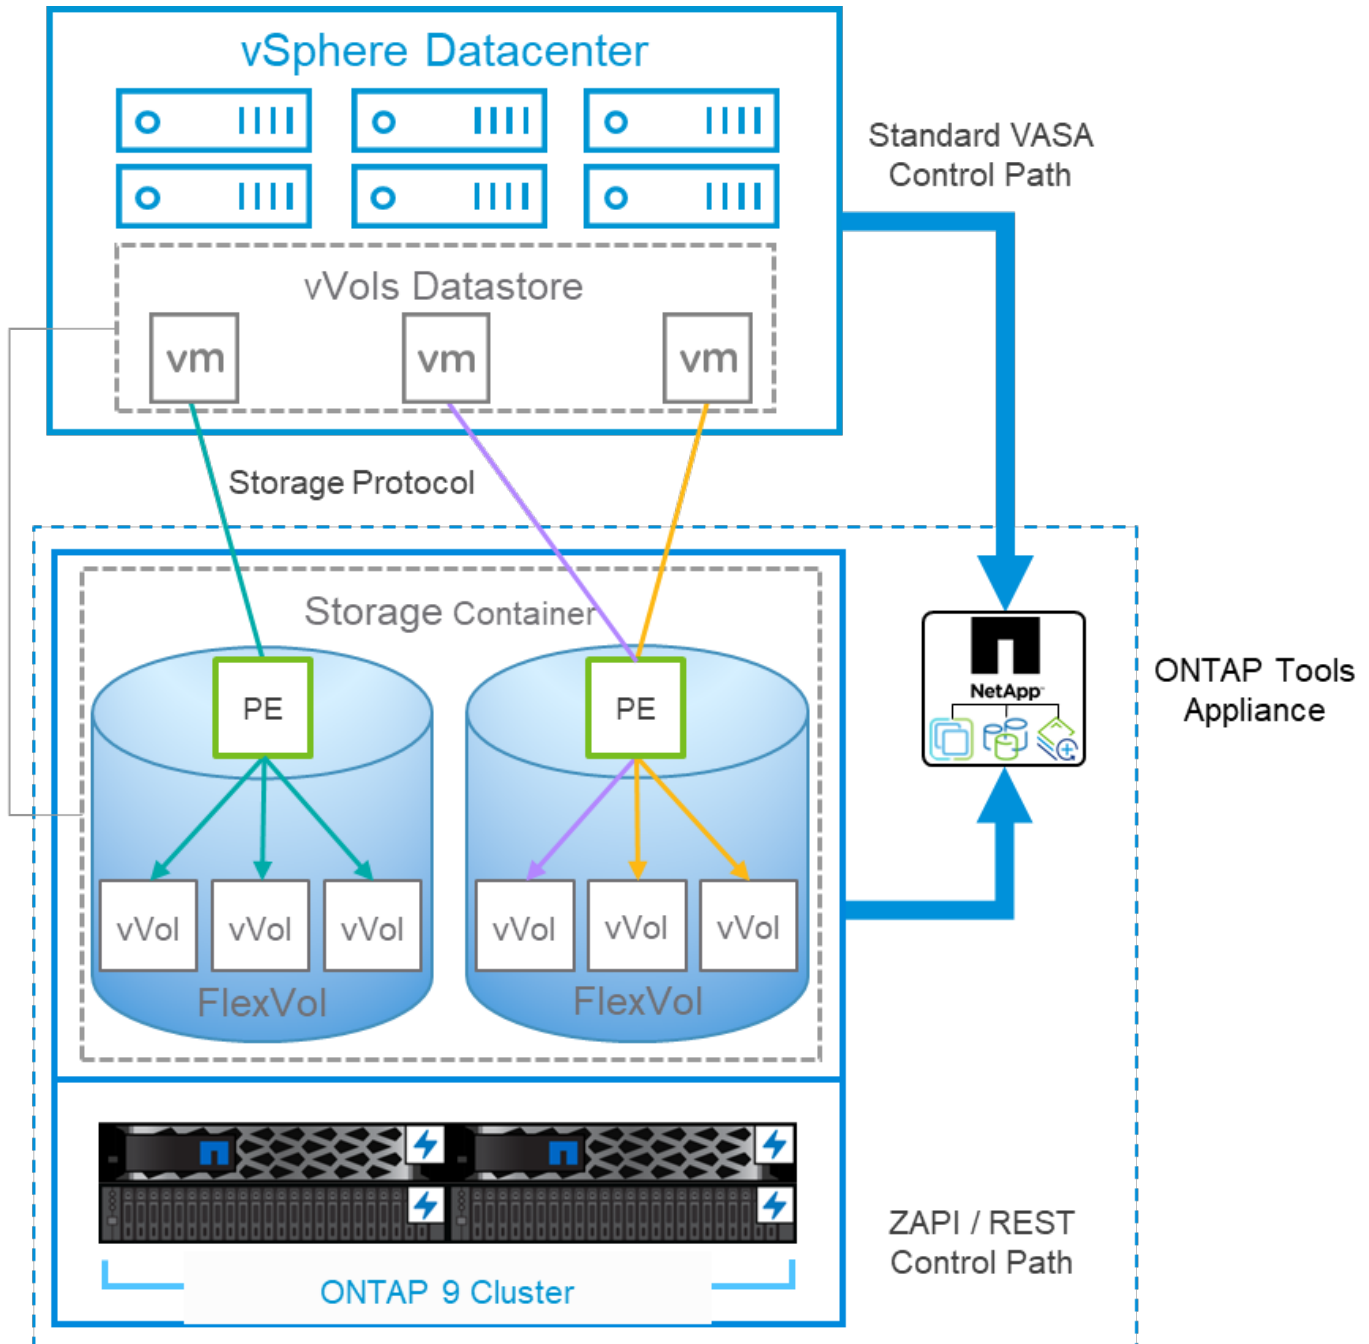 vSphere Datacenter
Standard VASA
Control Path
vVols Datastore
vm
vm
vm
Storage Protocol
Storage Container
PE
PE
NetApp
ONTAP Tools
Appliance
vVol
vVol
vVol
vVol
vVol
vVol
FlexVol
FlexVol
ZAPI / REST
Control Path
ONTAP 9 Cluster